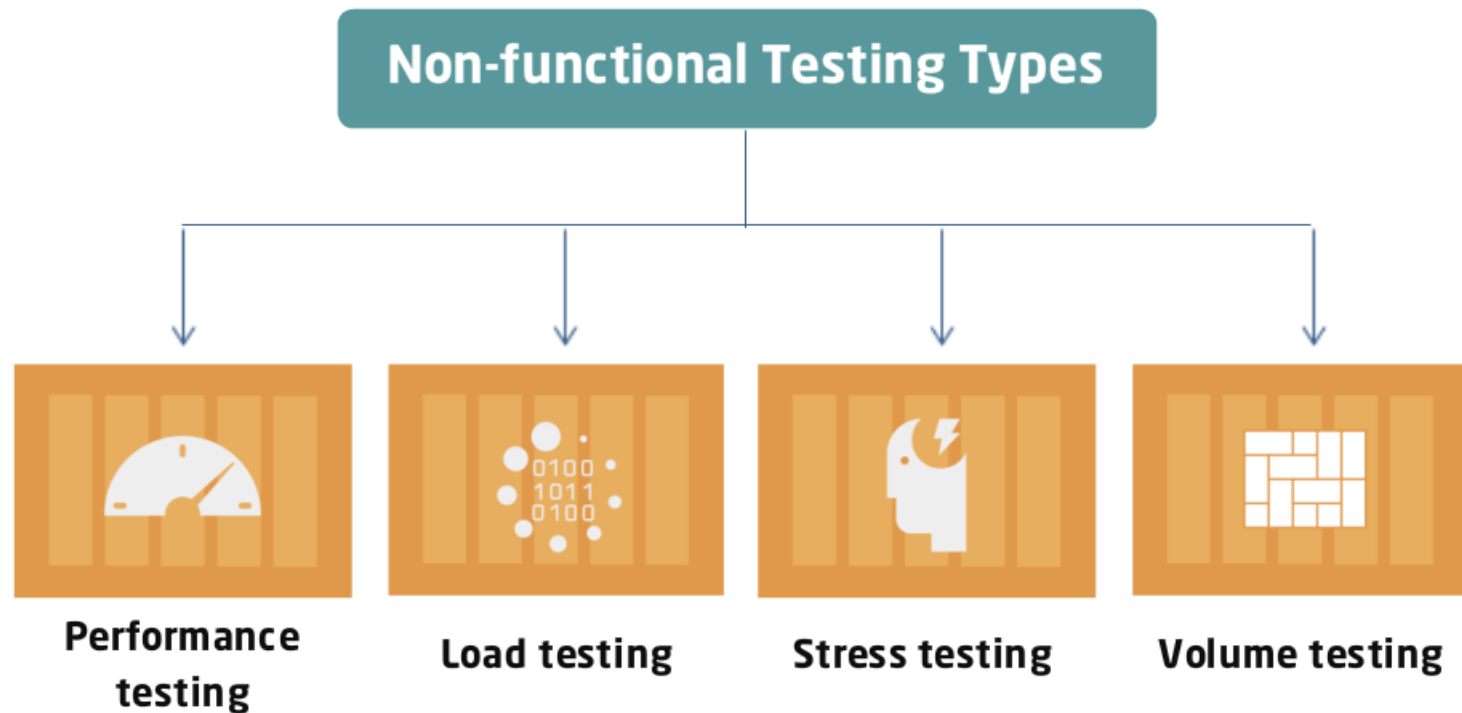 Non-functional Testing Types
0100
1011
0100
Performance
testing
Load testing
Stress testing
Volume testing